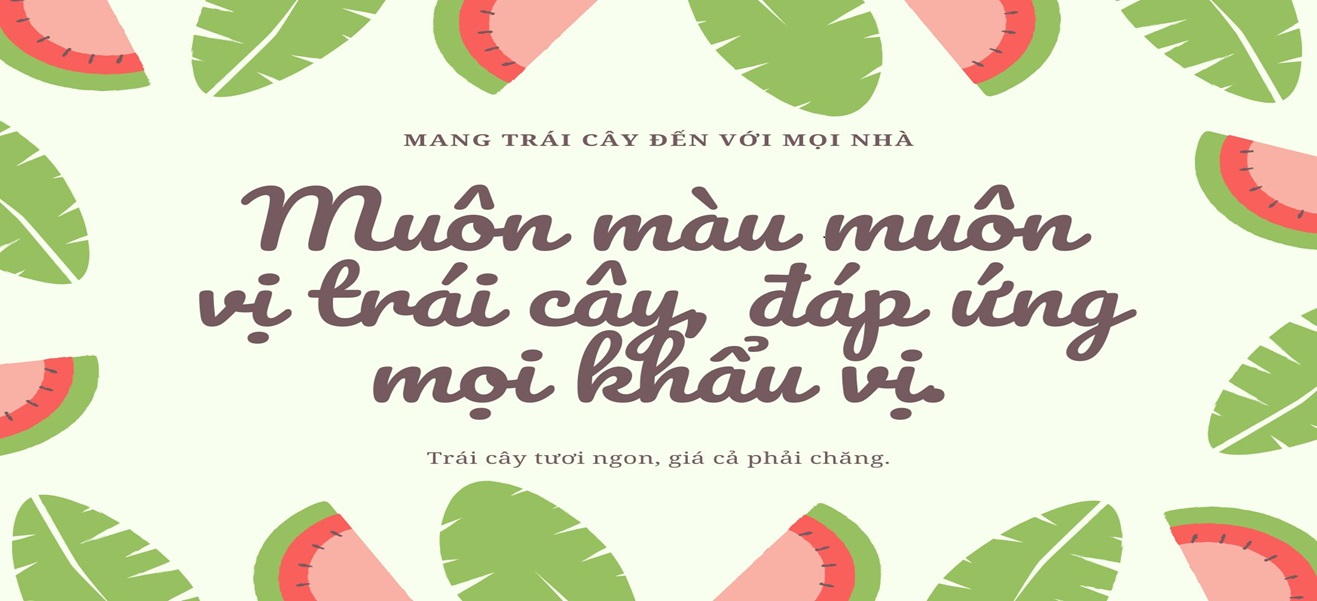 MANG TRÁI CÂY ĐẾN VỚI MỌI NHÀ
Muôn màu muôn
vị trái cây, đáp ứng
mọi khẩu vị.
Trái cây tươi ngon, giá cả phải chăng.